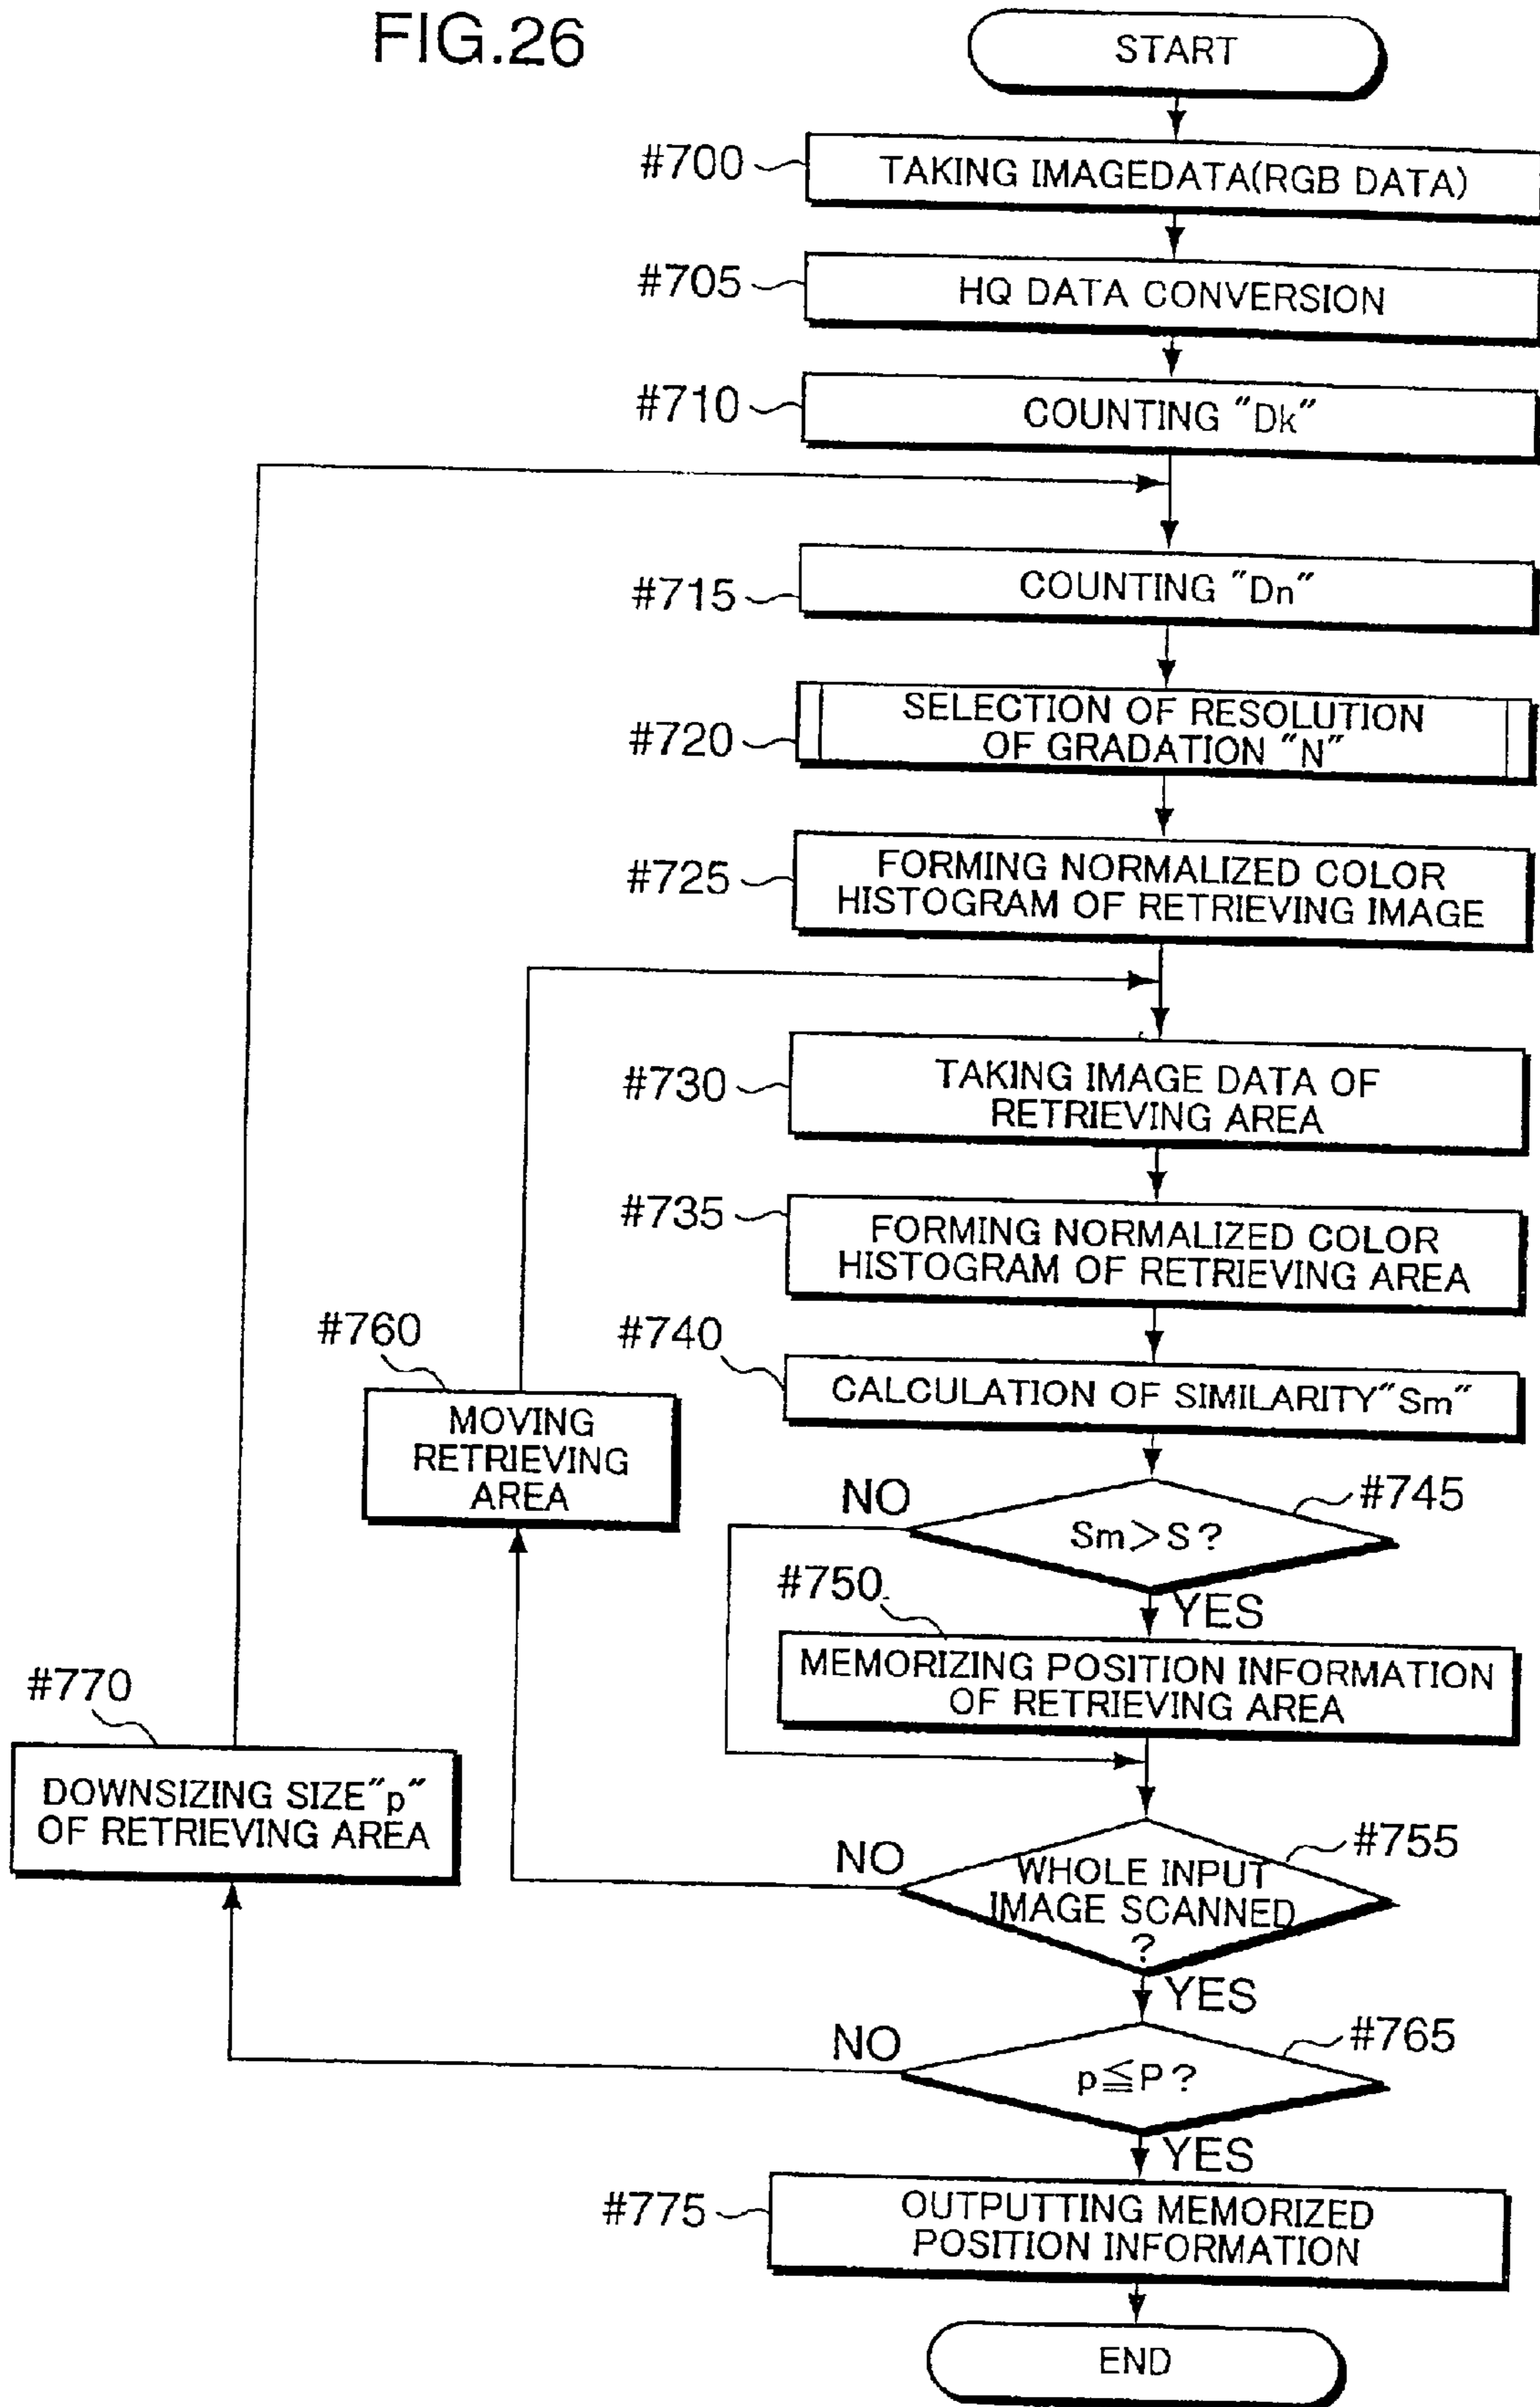 FIG.26
START
#700
TAKING IMAGEDATA(RGB DATA)
#705
HQ DATA CONVERSION
#710
COUNTING "Dk"
#715
COUNTING "Dn"
#720
SELECTION OF RESOLUTION
OF GRADATION "N"
#725
FORMING NORMALIZED COLOR
HISTOGRAM OF RETRIEVING IMAGE
#730
TAKING IMAGE DATA OF
RETRIEVING AREA
#735
FORMING NORMALIZED COLOR
HISTOGRAM OF RETRIEVING AREA
#740
CALCULATION OF SIMILARITY"Sm"
#760
MOVING
RETRIEVING
AREA
#745
Sm>S?
NO
YES
#750
MEMORIZING POSITION INFORMATION
OF RETRIEVING AREA
#770
DOWNSIZING SIZE"p"
OF RETRIEVING AREA
#755
WHOLE INPUT
IMAGE SCANNED
?
NO
YES
#765
p≦P?
NO
YES
#775
OUTPUTTING MEMORIZED
POSITION INFORMATION
END